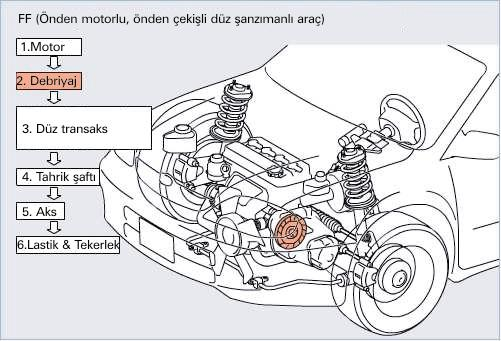 FF (Önden motorlu, önden çekişli düz şanzımanlı araç)
1.Motor
2. Debriyaj
3. Düz transaks
4. Tahrik şaftı
5. Aks
6.Lastik & Tekerlek